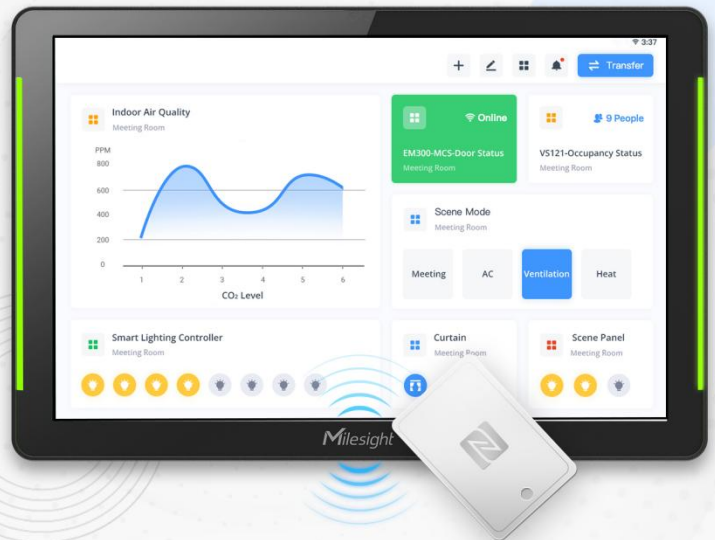 3:37
Transfer
Indoor Air Quality
Meeting Room
PPM
800
600
400
200
0
1 2 3 4 5 6
CO₂ Level
Online
EM300-MCS-Door Status
Meeting Room
9 People
VS121-Occupancy Status
Meeting Room
Scene Mode
Meeting Room
Meeting AC Ventilation Heat
Smart Lighting Controller
Meeting Room
Curtain
Meeting Room
Scene Panel
Meeting Room
Milesight